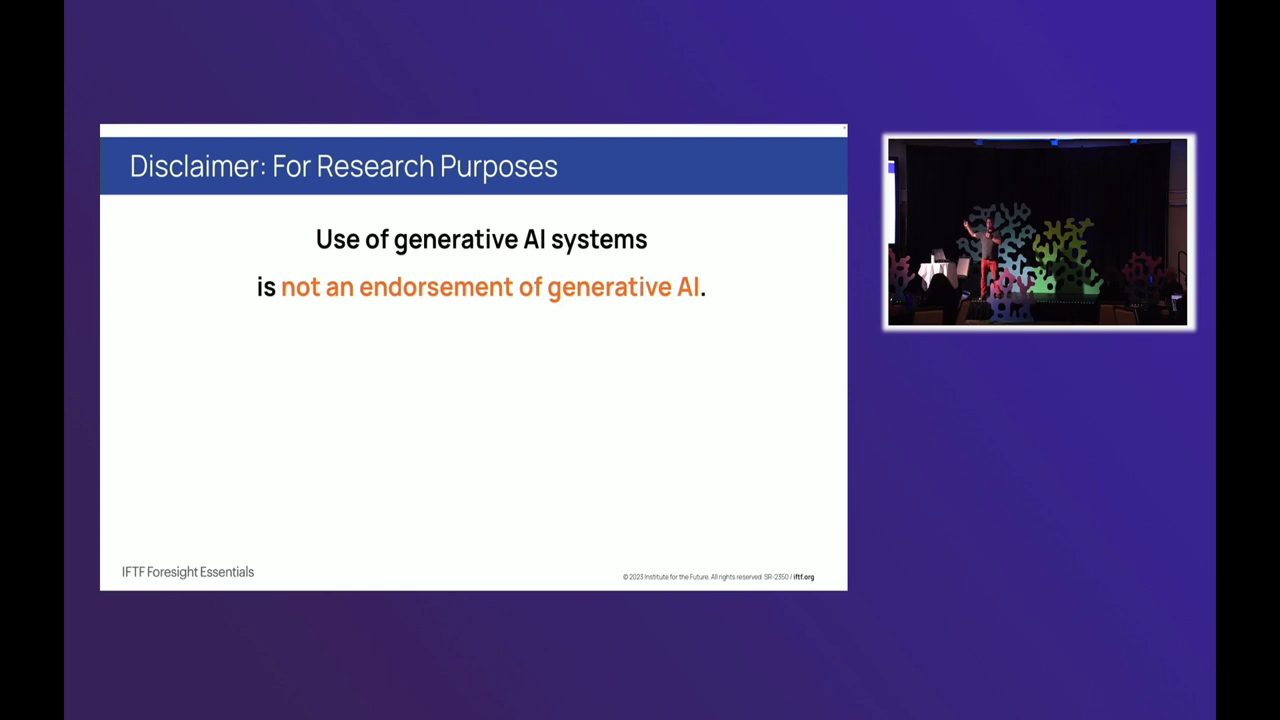 Disclaimer: For Research Purposes
Use of generative AI systems
is not an endorsement of generative AI.
IFTF Foresight Essentials
© 2023 Institute for the Future. All rights reserved. SR-2350 / iftf.org